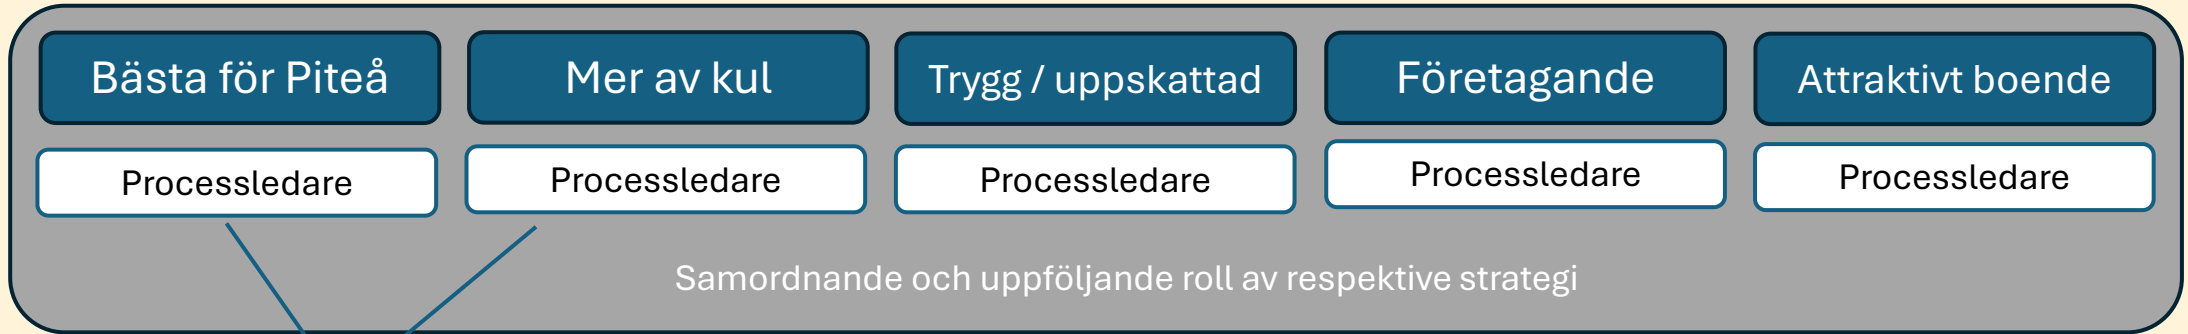 Bästa för Piteå
Mer av kul
Trygg / uppskattad
Företagande
Attraktivt boende
Processledare
Processledare
Processledare
Processledare
Processledare
Samordnande och uppföljande roll av respektive strategi